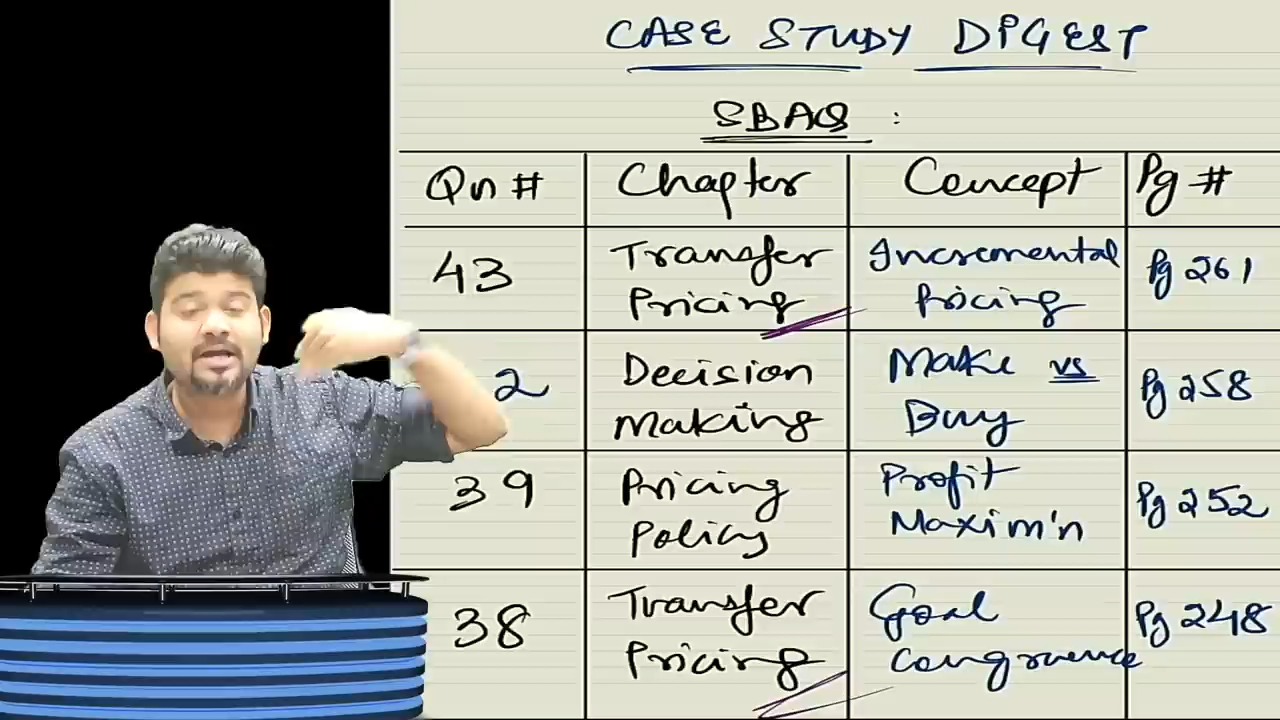 CASE STUDY DIGEST
SBAQ :
Qn # Chapter Concept Pg #
43 Transfer Pricing Incremental Pricing Pg 261
2 Decision Making Make vs Buy Pg 258
39 Pricing Policy Profit Maxim'n Pg 252
38 Transfer Pricing Goal Congruence Pg 248